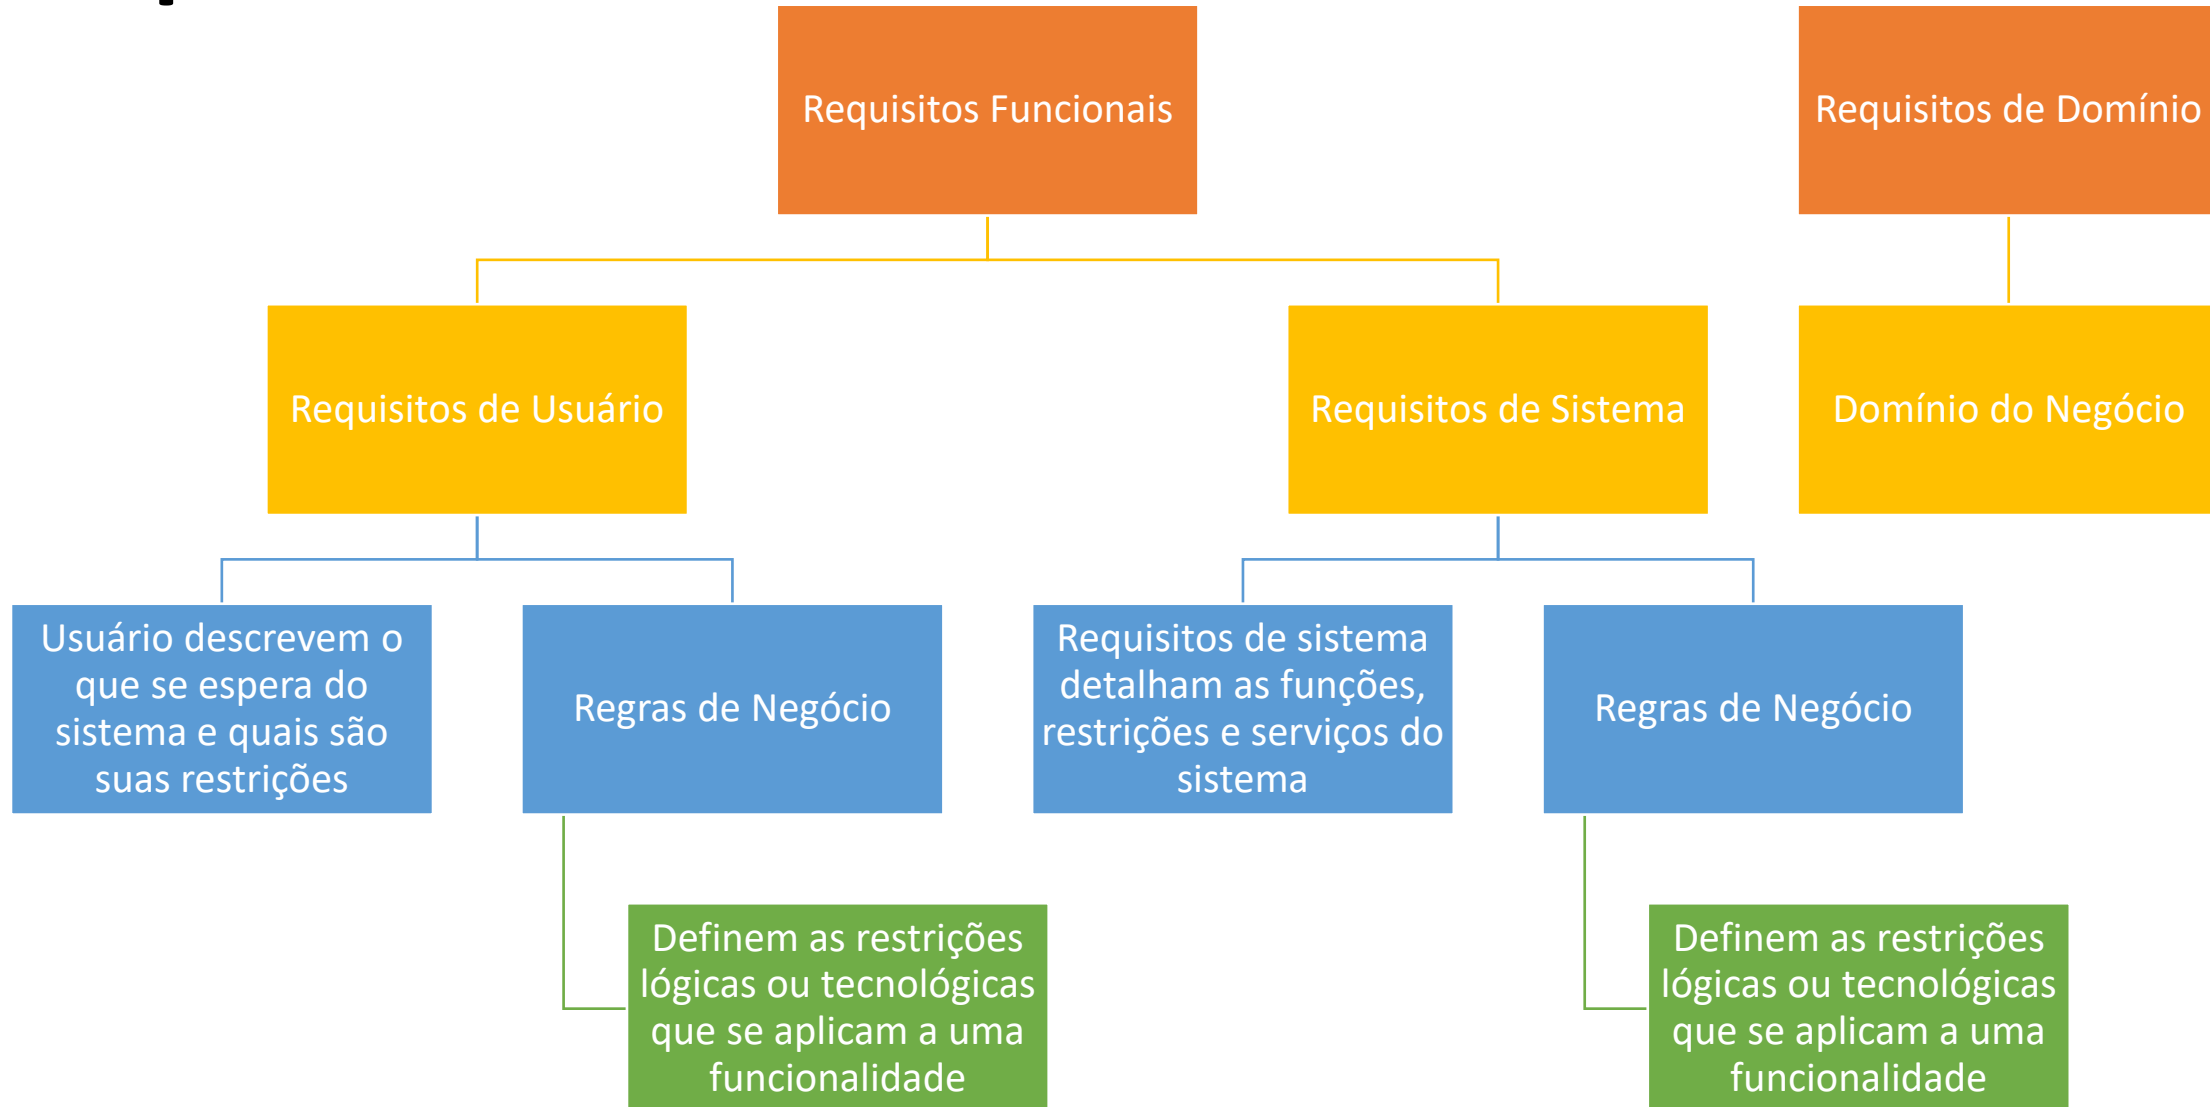 Requisitos Funcionais
Requisitos de Domínio
Requisitos de Usuário
Requisitos de Sistema
Domínio do Negócio
Usuário descrevem o
que se espera do
sistema e quais são
suas restrições
Regras de Negócio
Requisitos de sistema
detalham as funções,
restrições e serviços do
sistema
Regras de Negócio
Definem as restrições
lógicas ou tecnológicas
que se aplicam a uma
funcionalidade
Definem as restrições
lógicas ou tecnológicas
que se aplicam a uma
funcionalidade